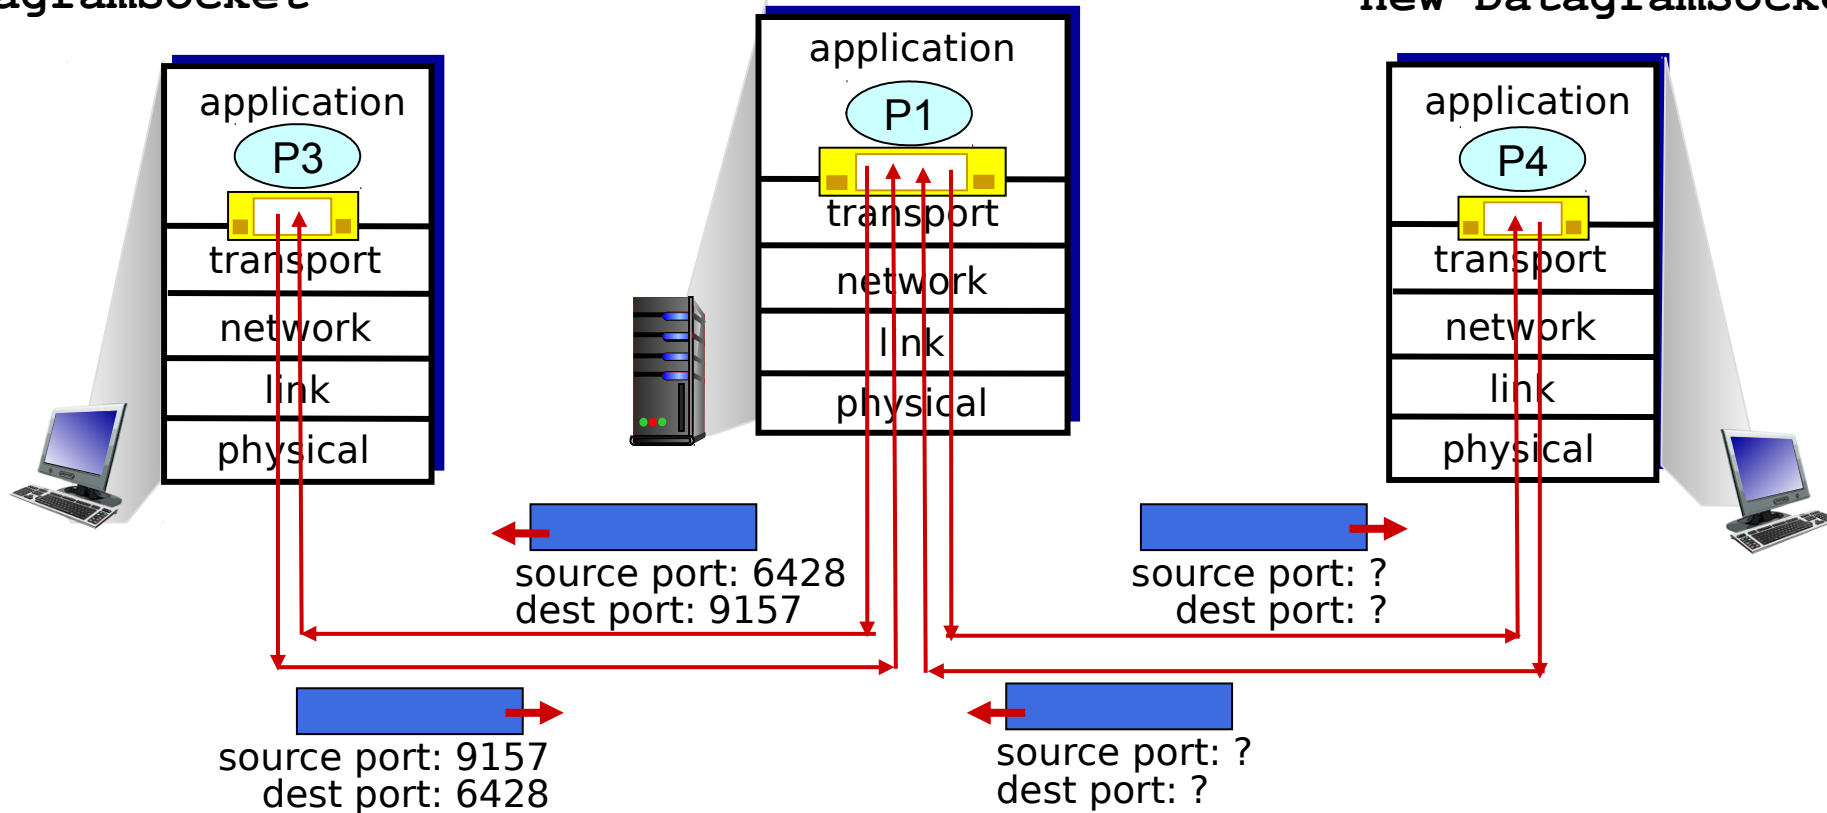 new DatagramSocke
application
P3
transport
network
link
physical
application
P1
transport
network
link
physical
application
P4
transport
network
link
physical
source port: 6428
dest port: 9157
source port: ?
dest port: ?
source port: 9157
dest port: 6428
source port: ?
dest port: ?